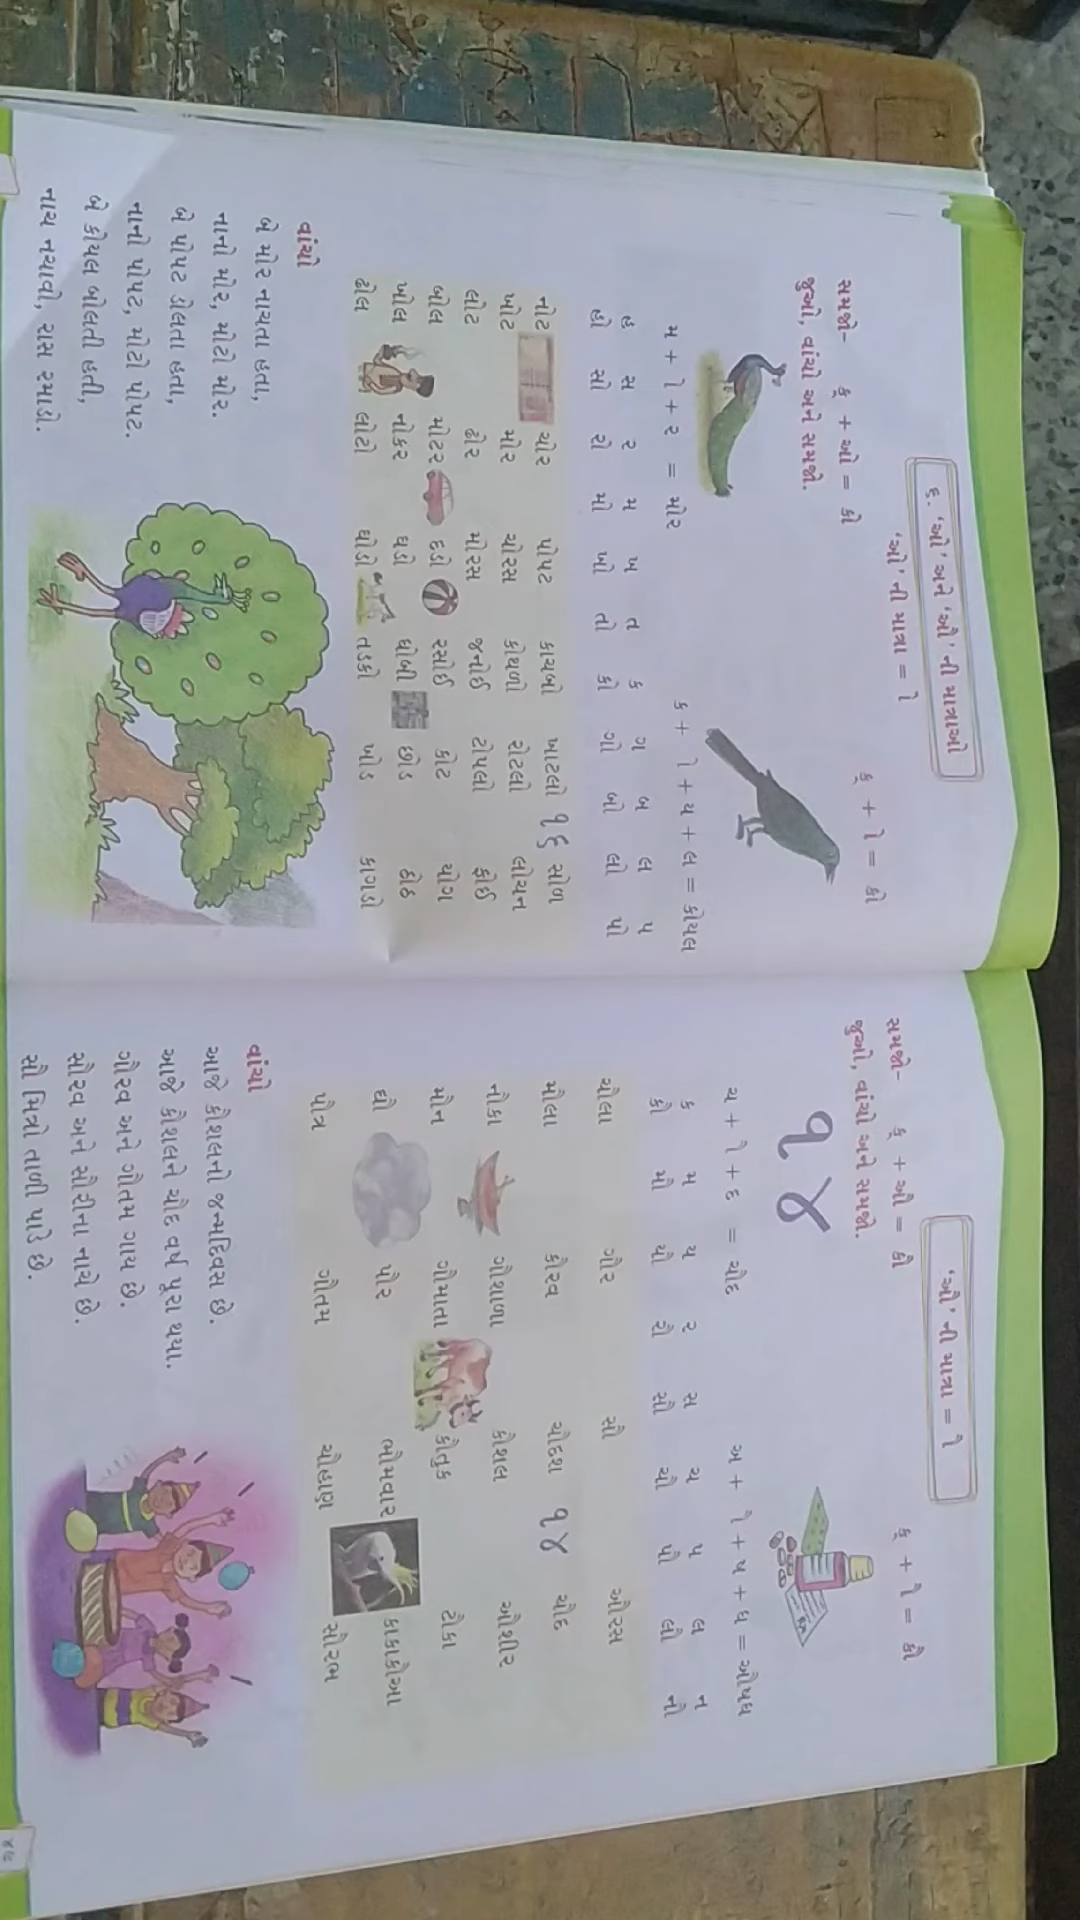 ૬. 'ઓ' અને 'ઔ' ની માત્રાઓ
'ઓ' ની માત્રા = ો
સમજો- ક્ + ઓ = કો ક્ + ો = કો
જુઓ, વાંચો અને સમજો.
મ + ો + ર = મોર ક + ો + ય + લ = કોયલ
હ સ ર મ ખ ત ક ગ બ લ પ
હો સો રો મો ખો તો કો ગો બો લો પો
નોટ ચોર પોપટ કાચબો ખાટલો ૧૬ સોળ
ખોટ મોર ચોરસ કોથળો રોટલો લોચન
લોટ ઢોર મોરસ જનોઈ ટોપલો ફોઈ
બોલ મોટર દડો રસોઈ કોટ યોગ
ખોલ નોકર ઘડો ધોબી છોડ હોઠ
ઢોલ લોટો ઘોડો તડકો ખોડ કાગડો
વાંચો
બે મોર નાચતા હતા,
નાનો મોર, મોટો મોર.
બે પોપટ ડોલતા હતા,
નાનો પોપટ, મોટો પોપટ.
બે કોયલ બોલતી હતી,
નાચ નચાવો, રાસ રમાડો.
'ઔ' ની માત્રા = ૌ
સમજો- ક્ + ઔ = કૌ ક્ + ૌ = કૌ
જુઓ, વાંચો અને સમજો.
૧૪
ચ + ૌ + દ = ચૌદ અ + ૌ + ષ + ધ = ઔષધ
ક મ ય ર સ ચ પ લ ન
કૌ મૌ યૌ રૌ સૌ ચૌ પૌ લૌ નૌ
ચૌલા ગૌર સૌ ઔરસ
મૌલા કૌરવ ચૌદશ ૧૪ ચૌદ
નૌકા ગૌશાળા કૌશલ ઔશીર
મૌન ગૌમાતા કૌતુક ટૌકા
ધૌ પૌર ભૌમવાર કાકાકૌઆ
પૌત્ર ગૌતમ ચૌહાણ સૌરભ
વાંચો
આજે કૌશલનો જન્મદિવસ છે.
આજે કૌશલને ચૌદ વર્ષ પૂરા થયા.
ગૌરવ અને ગૌતમ ગાય છે.
સૌરવ અને સૌરીના નાચે છે.
સૌ મિત્રો તાળી પાડે છે.
૪૯